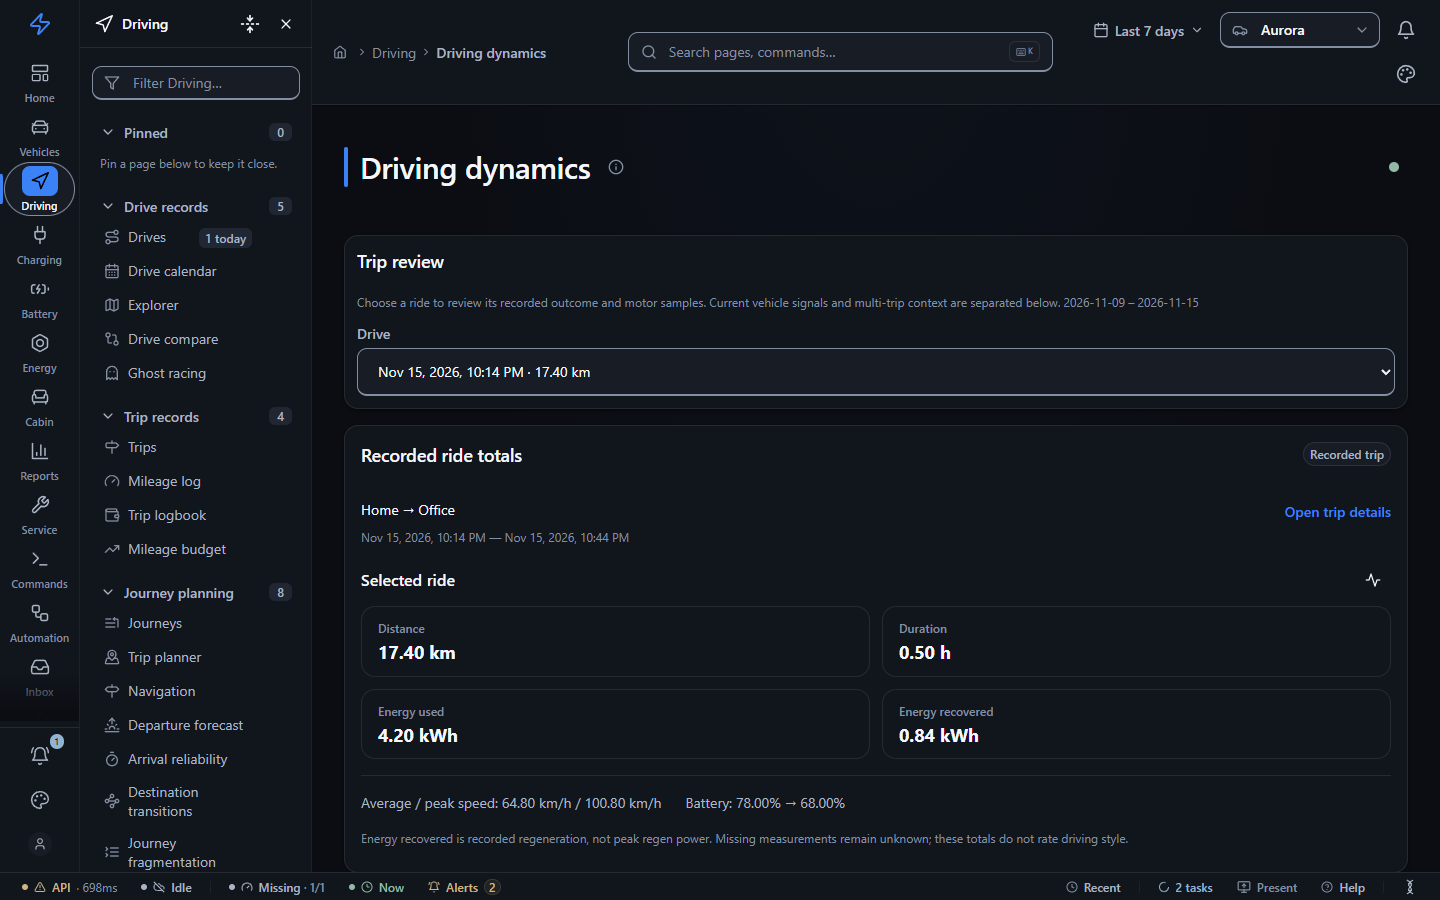 Home
Vehicles
Driving
Charging
Battery
Energy
Cabin
Reports
Service
Commands
Automation
Inbox
1
Driving
Filter Driving...
Pinned 0
Pin a page below to keep it close.
Drive records 5
Drives 1 today
Drive calendar
Explorer
Drive compare
Ghost racing
Trip records 4
Trips
Mileage log
Trip logbook
Mileage budget
Journey planning 8
Journeys
Trip planner
Navigation
Departure forecast
Arrival reliability
Destination
transitions
Journey
fragmentation
Driving Driving dynamics
Search pages, commands... K
Last 7 days
Aurora
Driving dynamics
Trip review
Choose a ride to review its recorded outcome and motor samples. Current vehicle signals and multi-trip context are separated below. 2026-11-09 – 2026-11-15
Drive
Nov 15, 2026, 10:14 PM · 17.40 km
Recorded ride totals Recorded trip
Home → Office
Open trip details
Nov 15, 2026, 10:14 PM — Nov 15, 2026, 10:44 PM
Selected ride
Distance
17.40 km
Duration
0.50 h
Energy used
4.20 kWh
Energy recovered
0.84 kWh
Average / peak speed: 64.80 km/h / 100.80 km/h Battery: 78.00% → 68.00%
Energy recovered is recorded regeneration, not peak regen power. Missing measurements remain unknown; these totals do not rate driving style.
API · 698ms Idle Missing · 1/1 Now Alerts 2 Recent 2 tasks Present Help